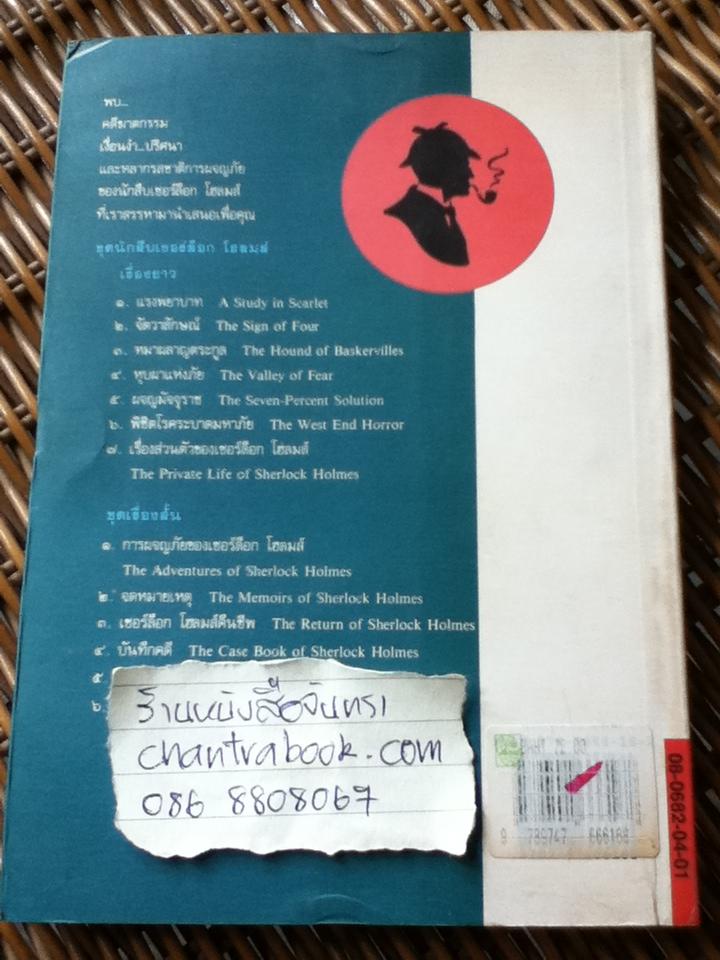 พบ...
คดีฆาตกรรม
เงื่อนงำ...ปริศนา
และหลากรสชาติการผจญภัย
ของนักสืบเชอร์ล็อก โฮลมส์
ที่เราสรรหามานำเสนอเพื่อคุณ
ชุดนักสืบเชอร์ล็อก โฮลมส์
เรื่องยาว
๑. แรงพยาบาท A Study in Scarlet
๒. จัตวาลักษณ์ The Sign of Four
๓. หมาผลาญตระกูล The Hound of Baskervilles
๔. หุบผาแห่งภัย The Valley of Fear
๕. ผจญมัจจุราช The Seven-Percent Solution
๖. พิชิตโรคระบาดมหาภัย The West End Horror
๗. เรื่องส่วนตัวของเชอร์ล็อก โฮลมส์
The Private Life of Sherlock Holmes
ชุดเรื่องสั้น
๑. การผจญภัยของเชอร์ล็อก โฮลมส์
The Adventures of Sherlock Holmes
๒. จดหมายเหตุ The Memoirs of Sherlock Holmes
๓. เชอร์ล็อก โฮลมส์คืนชีพ The Return of Sherlock Holmes
๔. บันทึกคดี The Case Book of Sherlock Holmes
๕
๖.
ร้านหนังสือจันทรา
chantrabook.com
086 8808067
9 789747 666168
08-0682-04-01